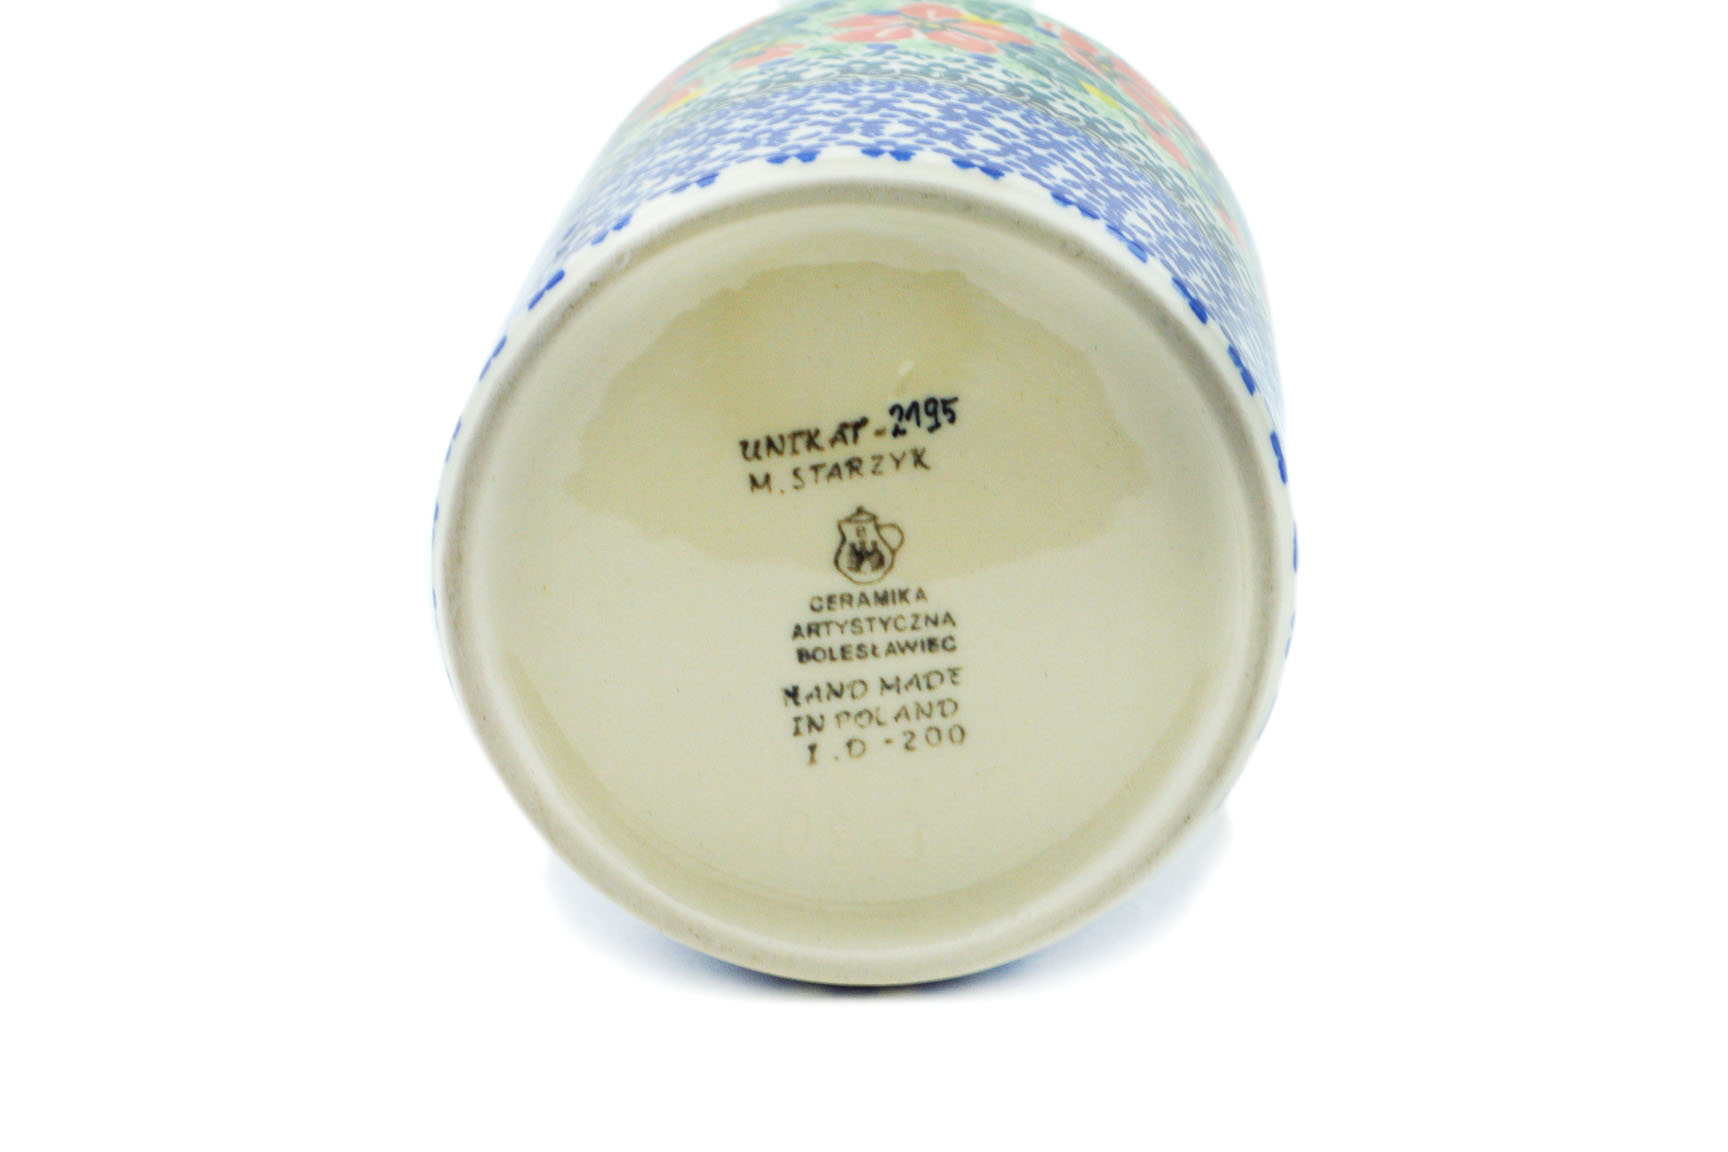 UNIKAT-2195
M. STARZYK
CERAMIKA
ARTYSTYCZNA
BOLESŁAWIEC
HAND MADE
IN POLAND
I.D-200